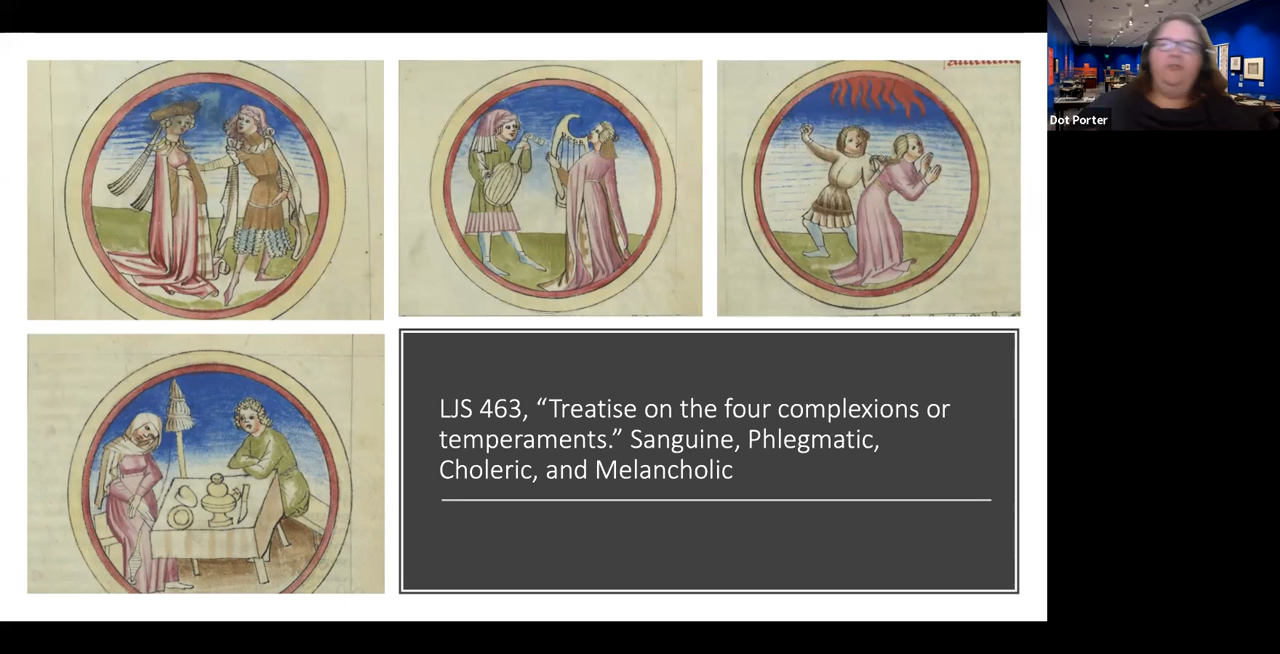 Dot Porter
LJS 463, “Treatise on the four complexions or
temperaments.” Sanguine, Phlegmatic,
Choleric, and Melancholic